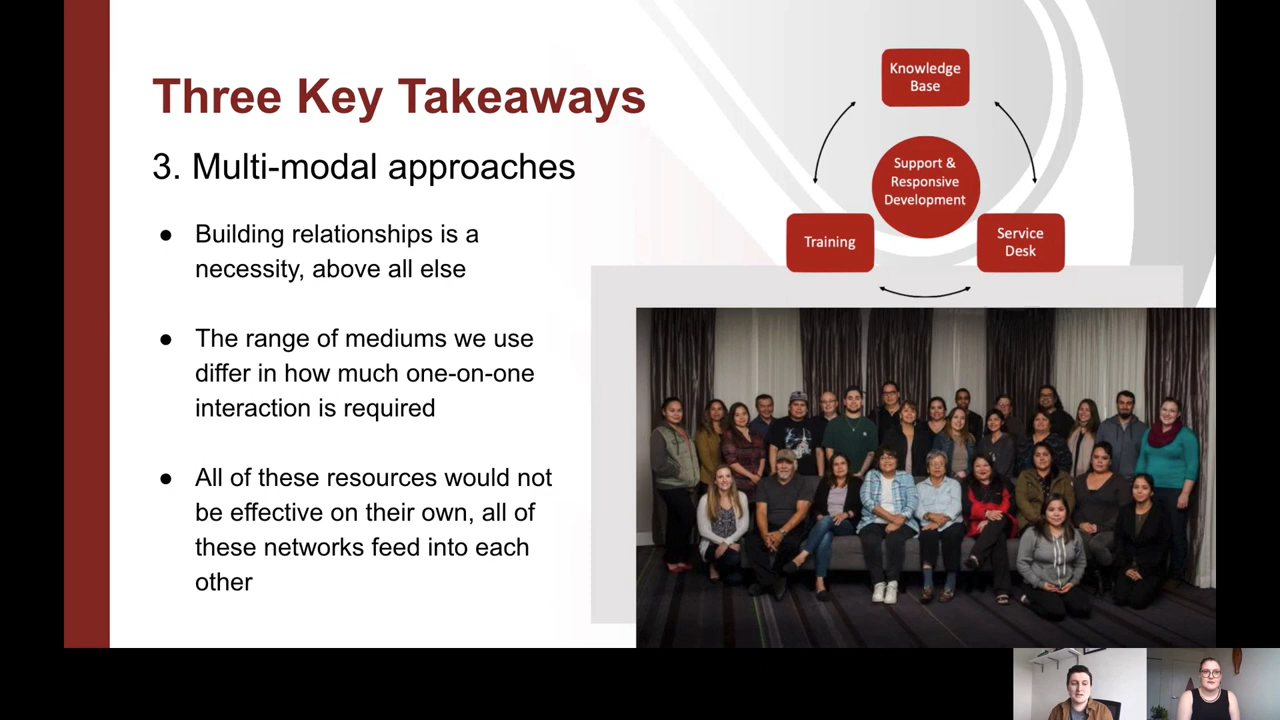 Three Key Takeaways
3. Multi-modal approaches
● Building relationships is a
necessity, above all else
● The range of mediums we use
differ in how much one-on-one
interaction is required
● All of these resources would not
be effective on their own, all of
these networks feed into each
other
Knowledge
Base
Support &
Responsive
Development
Training
Service
Desk